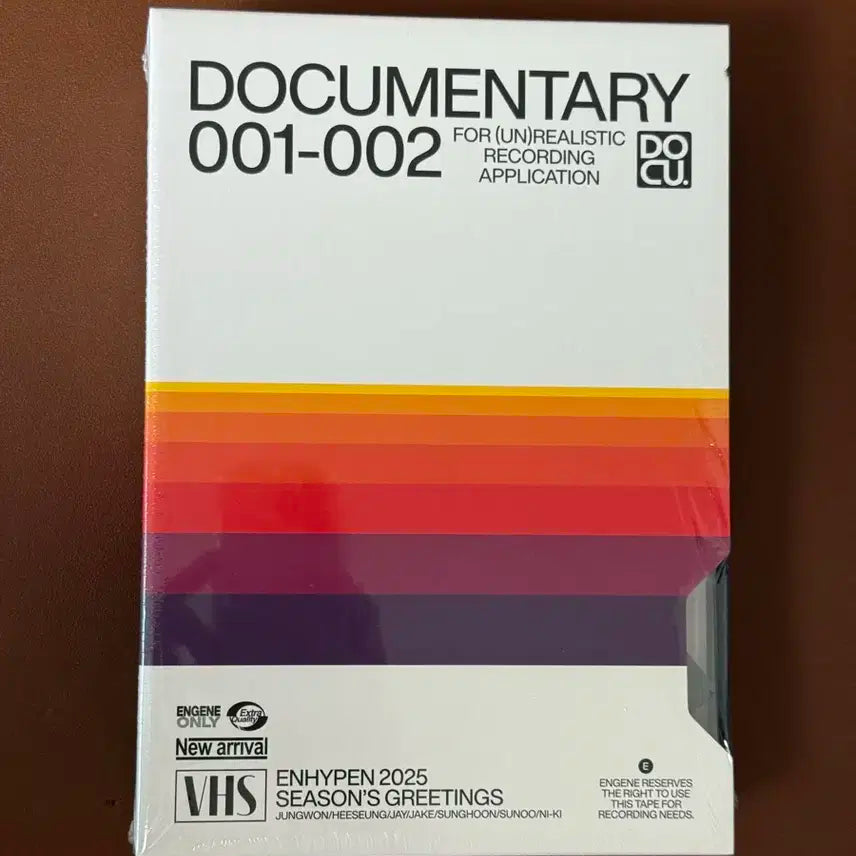 DOCUMENTARY
001-002
FOR (UN)REALISTIC
RECORDING
APPLICATION
DO
CU.
ENGENE
ONLY
Extra
Quality
New arrival
VHS
ENHYPEN 2025
SEASON'S GREETINGS
JUNGWON/HEESEUNG/JAY/JAKE/SUNGHOON/SUNOO/NI-KI
E
ENGENE RESERVES
THE RIGHT TO USE
THIS TAPE FOR
RECORDING NEEDS.